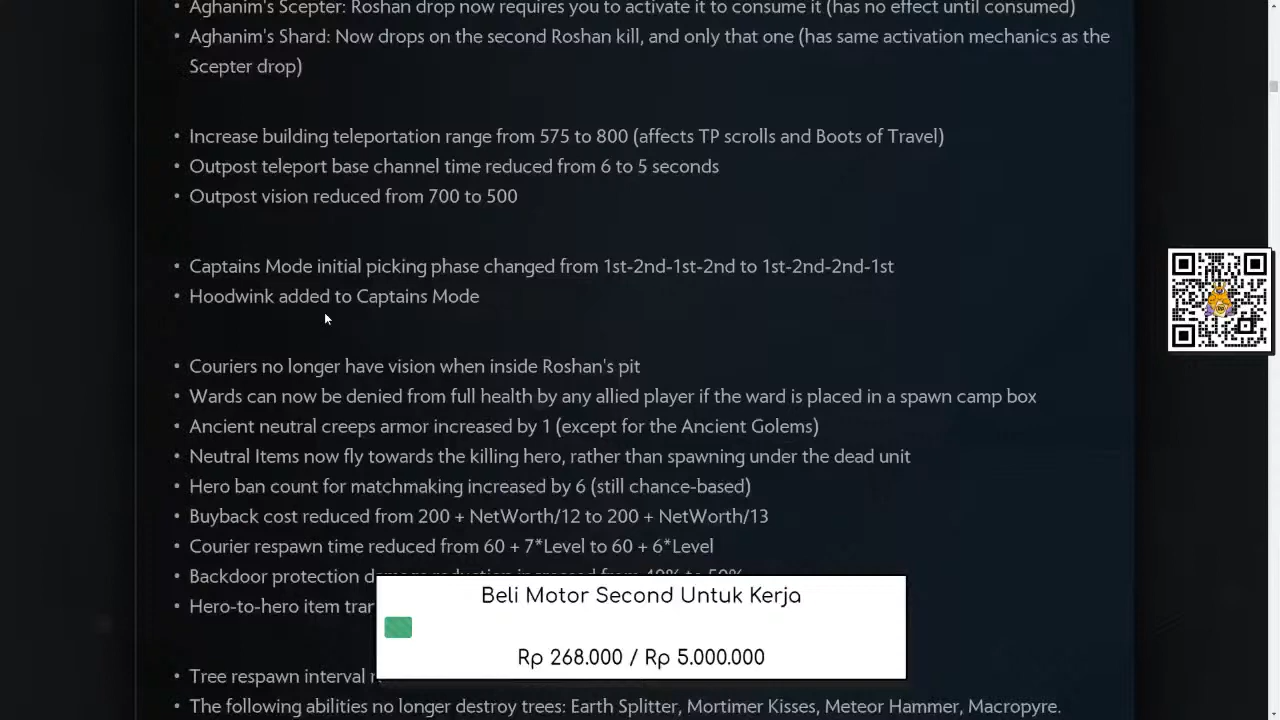 • Aghanim's Scepter: Roshan drop now requires you to activate it to consume it (has no effect until consumed)
• Aghanim's Shard: Now drops on the second Roshan kill, and only that one (has same activation mechanics as the
Scepter drop)
• Increase building teleportation range from 575 to 800 (affects TP scrolls and Boots of Travel)
• Outpost teleport base channel time reduced from 6 to 5 seconds
• Outpost vision reduced from 700 to 500
• Captains Mode initial picking phase changed from 1st-2nd-1st-2nd to 1st-2nd-2nd-1st
• Hoodwink added to Captains Mode
• Couriers no longer have vision when inside Roshan's pit
• Wards can now be denied from full health by any allied player if the ward is placed in a spawn camp box
• Ancient neutral creeps armor increased by 1 (except for the Ancient Golems)
• Neutral Items now fly towards the killing hero, rather than spawning under the dead unit
• Hero ban count for matchmaking increased by 6 (still chance-based)
• Buyback cost reduced from 200 + NetWorth/12 to 200 + NetWorth/13
• Courier respawn time reduced from 60 + 7*Level to 60 + 6*Level
• Backdoor protection damage reduction increased from 40% to 50%
• Hero-to-hero item
Beli Motor Second Untuk Kerja
Rp 268.000 / Rp 5.000.000
• Tree respawn interval
• The following abilities no longer destroy trees: Earth Splitter, Mortimer Kisses, Meteor Hammer, Macropyre.